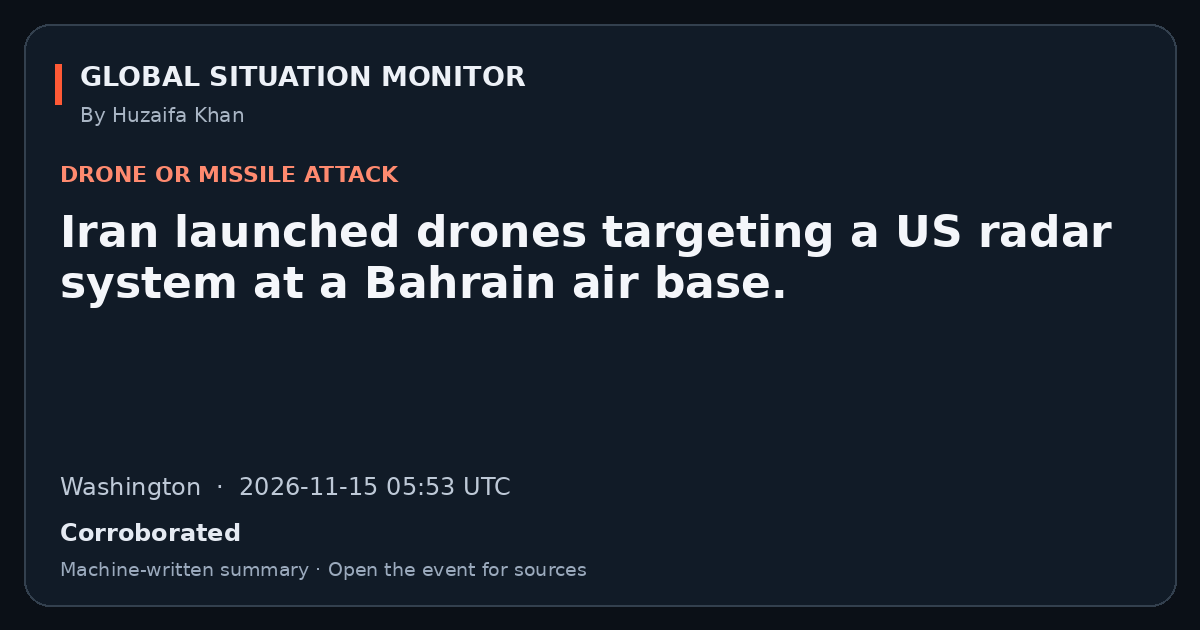 GLOBAL SITUATION MONITOR
By Huzaifa Khan
DRONE OR MISSILE ATTACK
Iran launched drones targeting a US radar
system at a Bahrain air base.
Washington · 2026-11-15 05:53 UTC
Corroborated
Machine-written summary · Open the event for sources